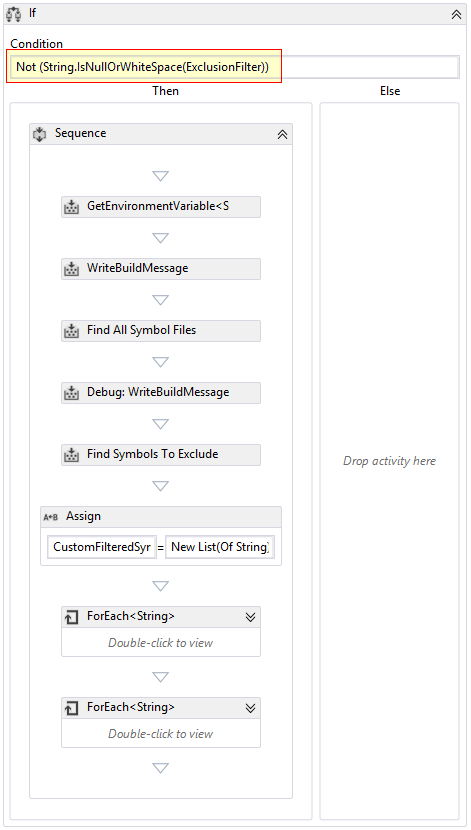 If
Condition
Not (String.IsNullOrWhiteSpace(ExclusionFilter))
Then Else
Sequence
GetEnvironmentVariable<S
WriteBuildMessage
Find All Symbol Files
Debug: WriteBuildMessage
Find Symbols To Exclude
Drop activity here
A+B Assign
CustomFilteredSyr = New List(Of String)
ForEach<String>
Double-click to view
ForEach<String>
Double-click to view